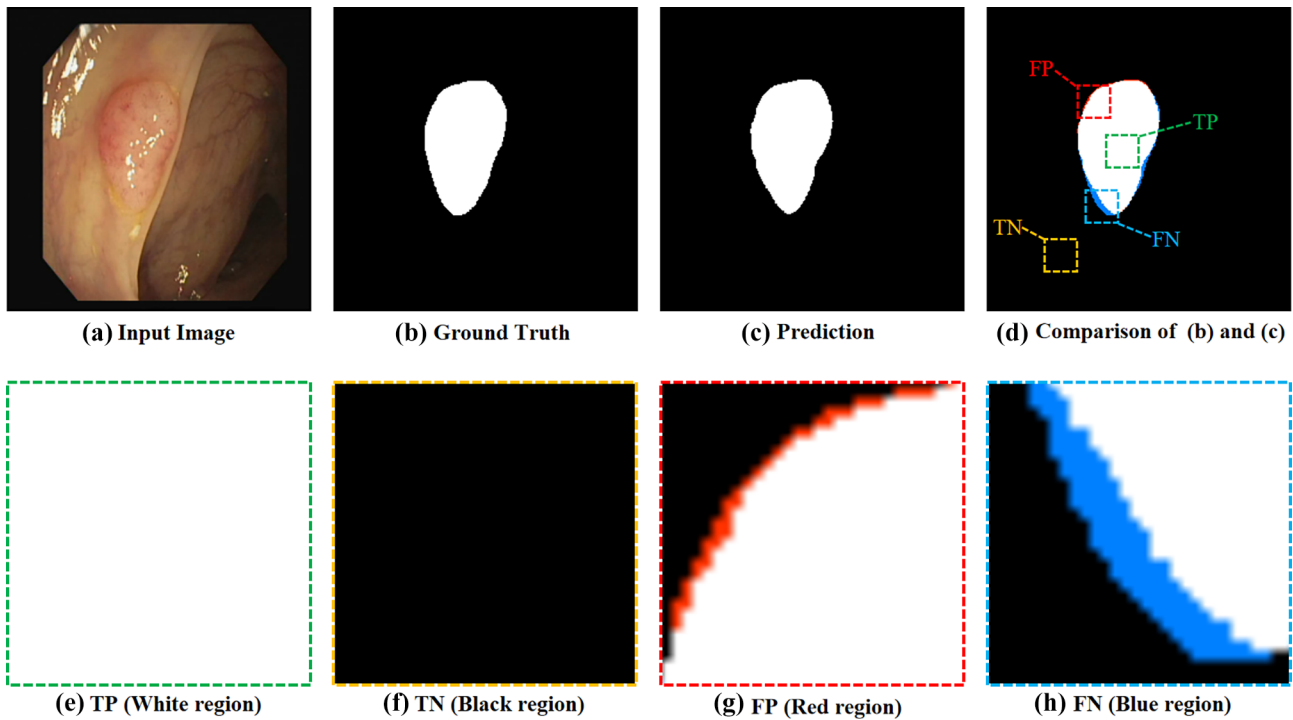 FP
TP
TN
FN
(a) Input Image
(b) Ground Truth
(c) Prediction
(d) Comparison of (b) and (c)
(e) TP (White region)
(f) TN (Black region)
(g) FP (Red region)
(h) FN (Blue region)